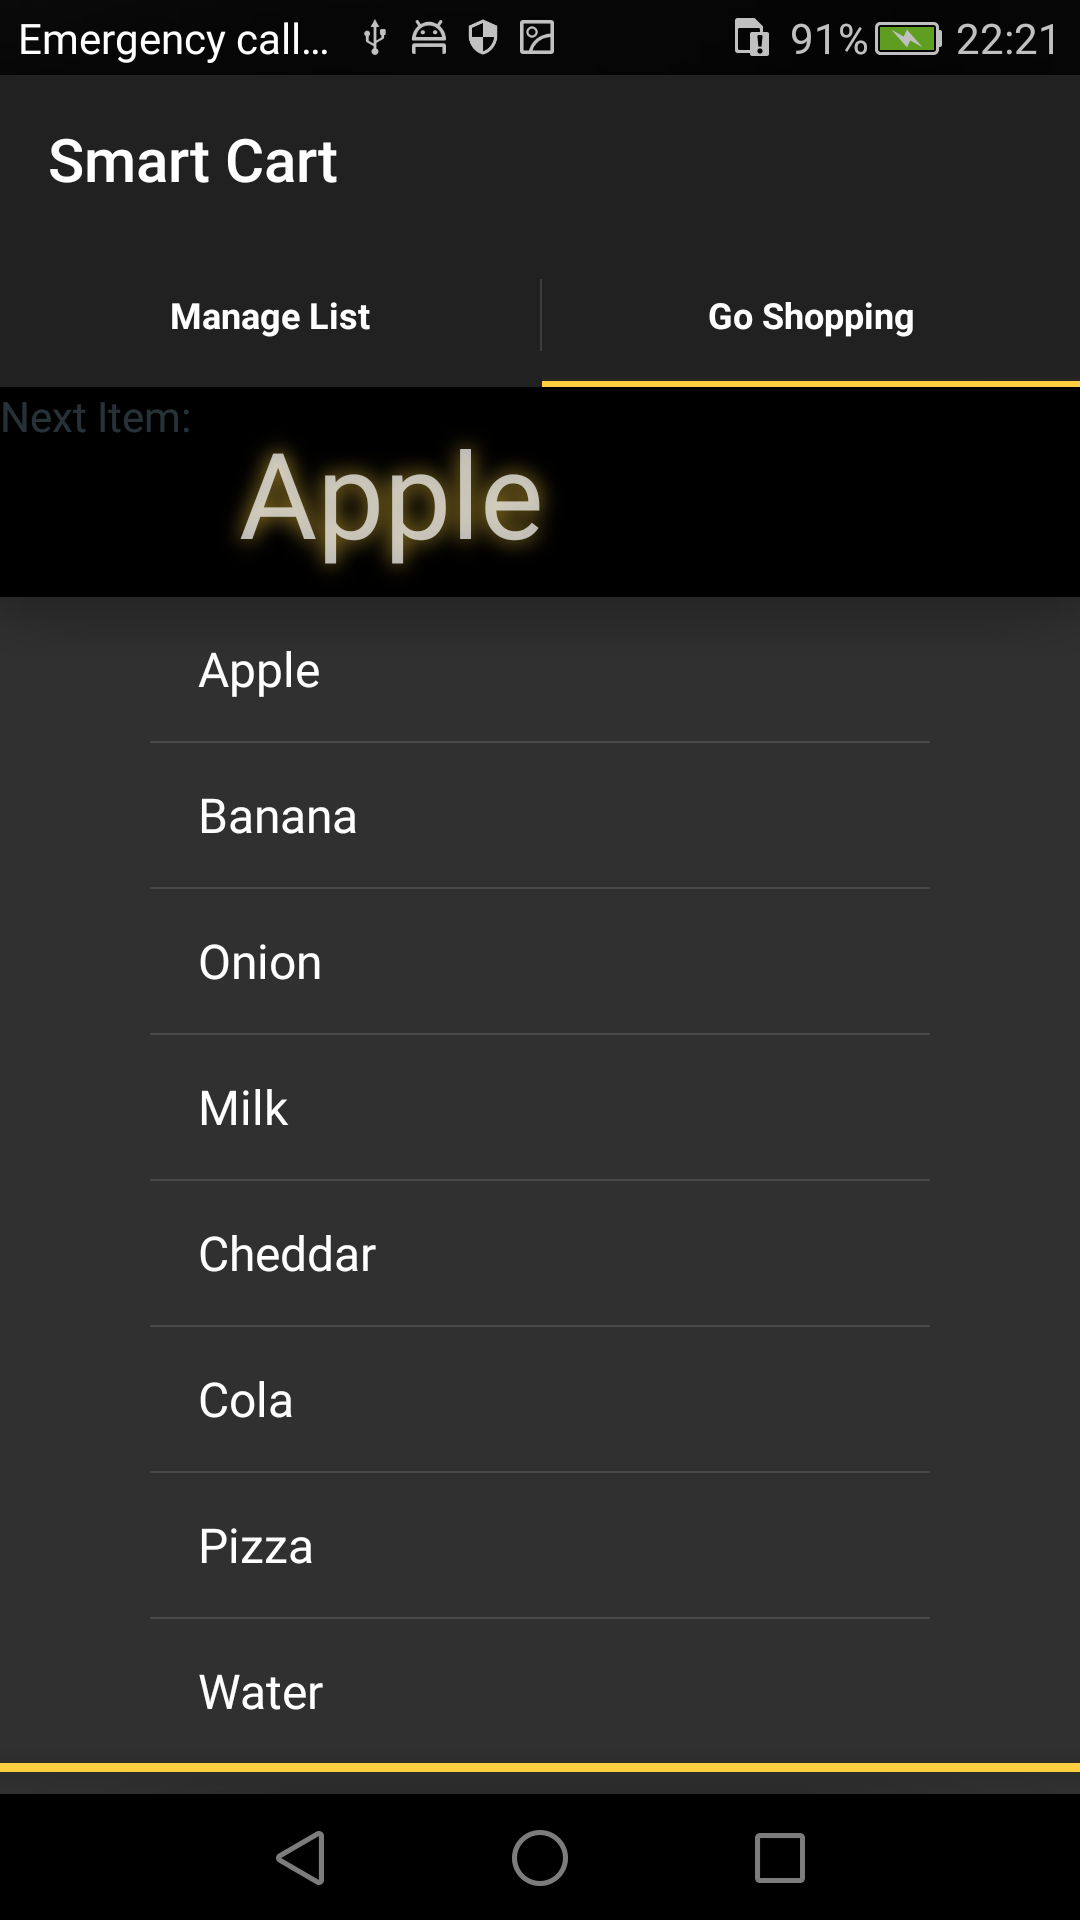 Emergency call... 91% 22:21
Smart Cart
Manage List Go Shopping
Next Item:
Apple
Apple
Banana
Onion
Milk
Cheddar
Cola
Pizza
Water